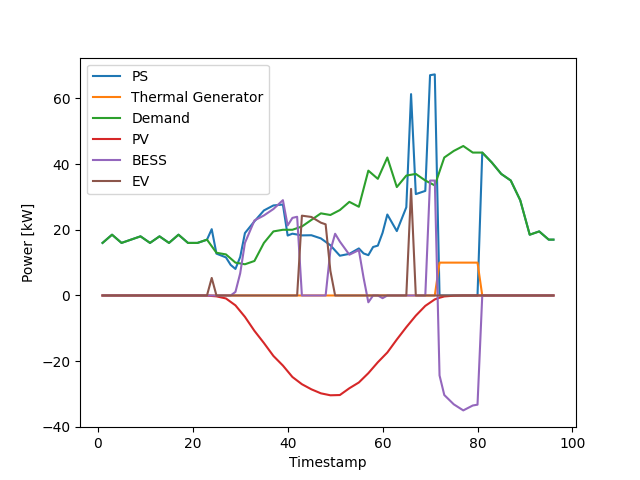 PS
Thermal Generator
Demand
PV
BESS
EV
Power [kW]
60
40
20
0
−20
−40
0 20 40 60 80 100
Timestamp